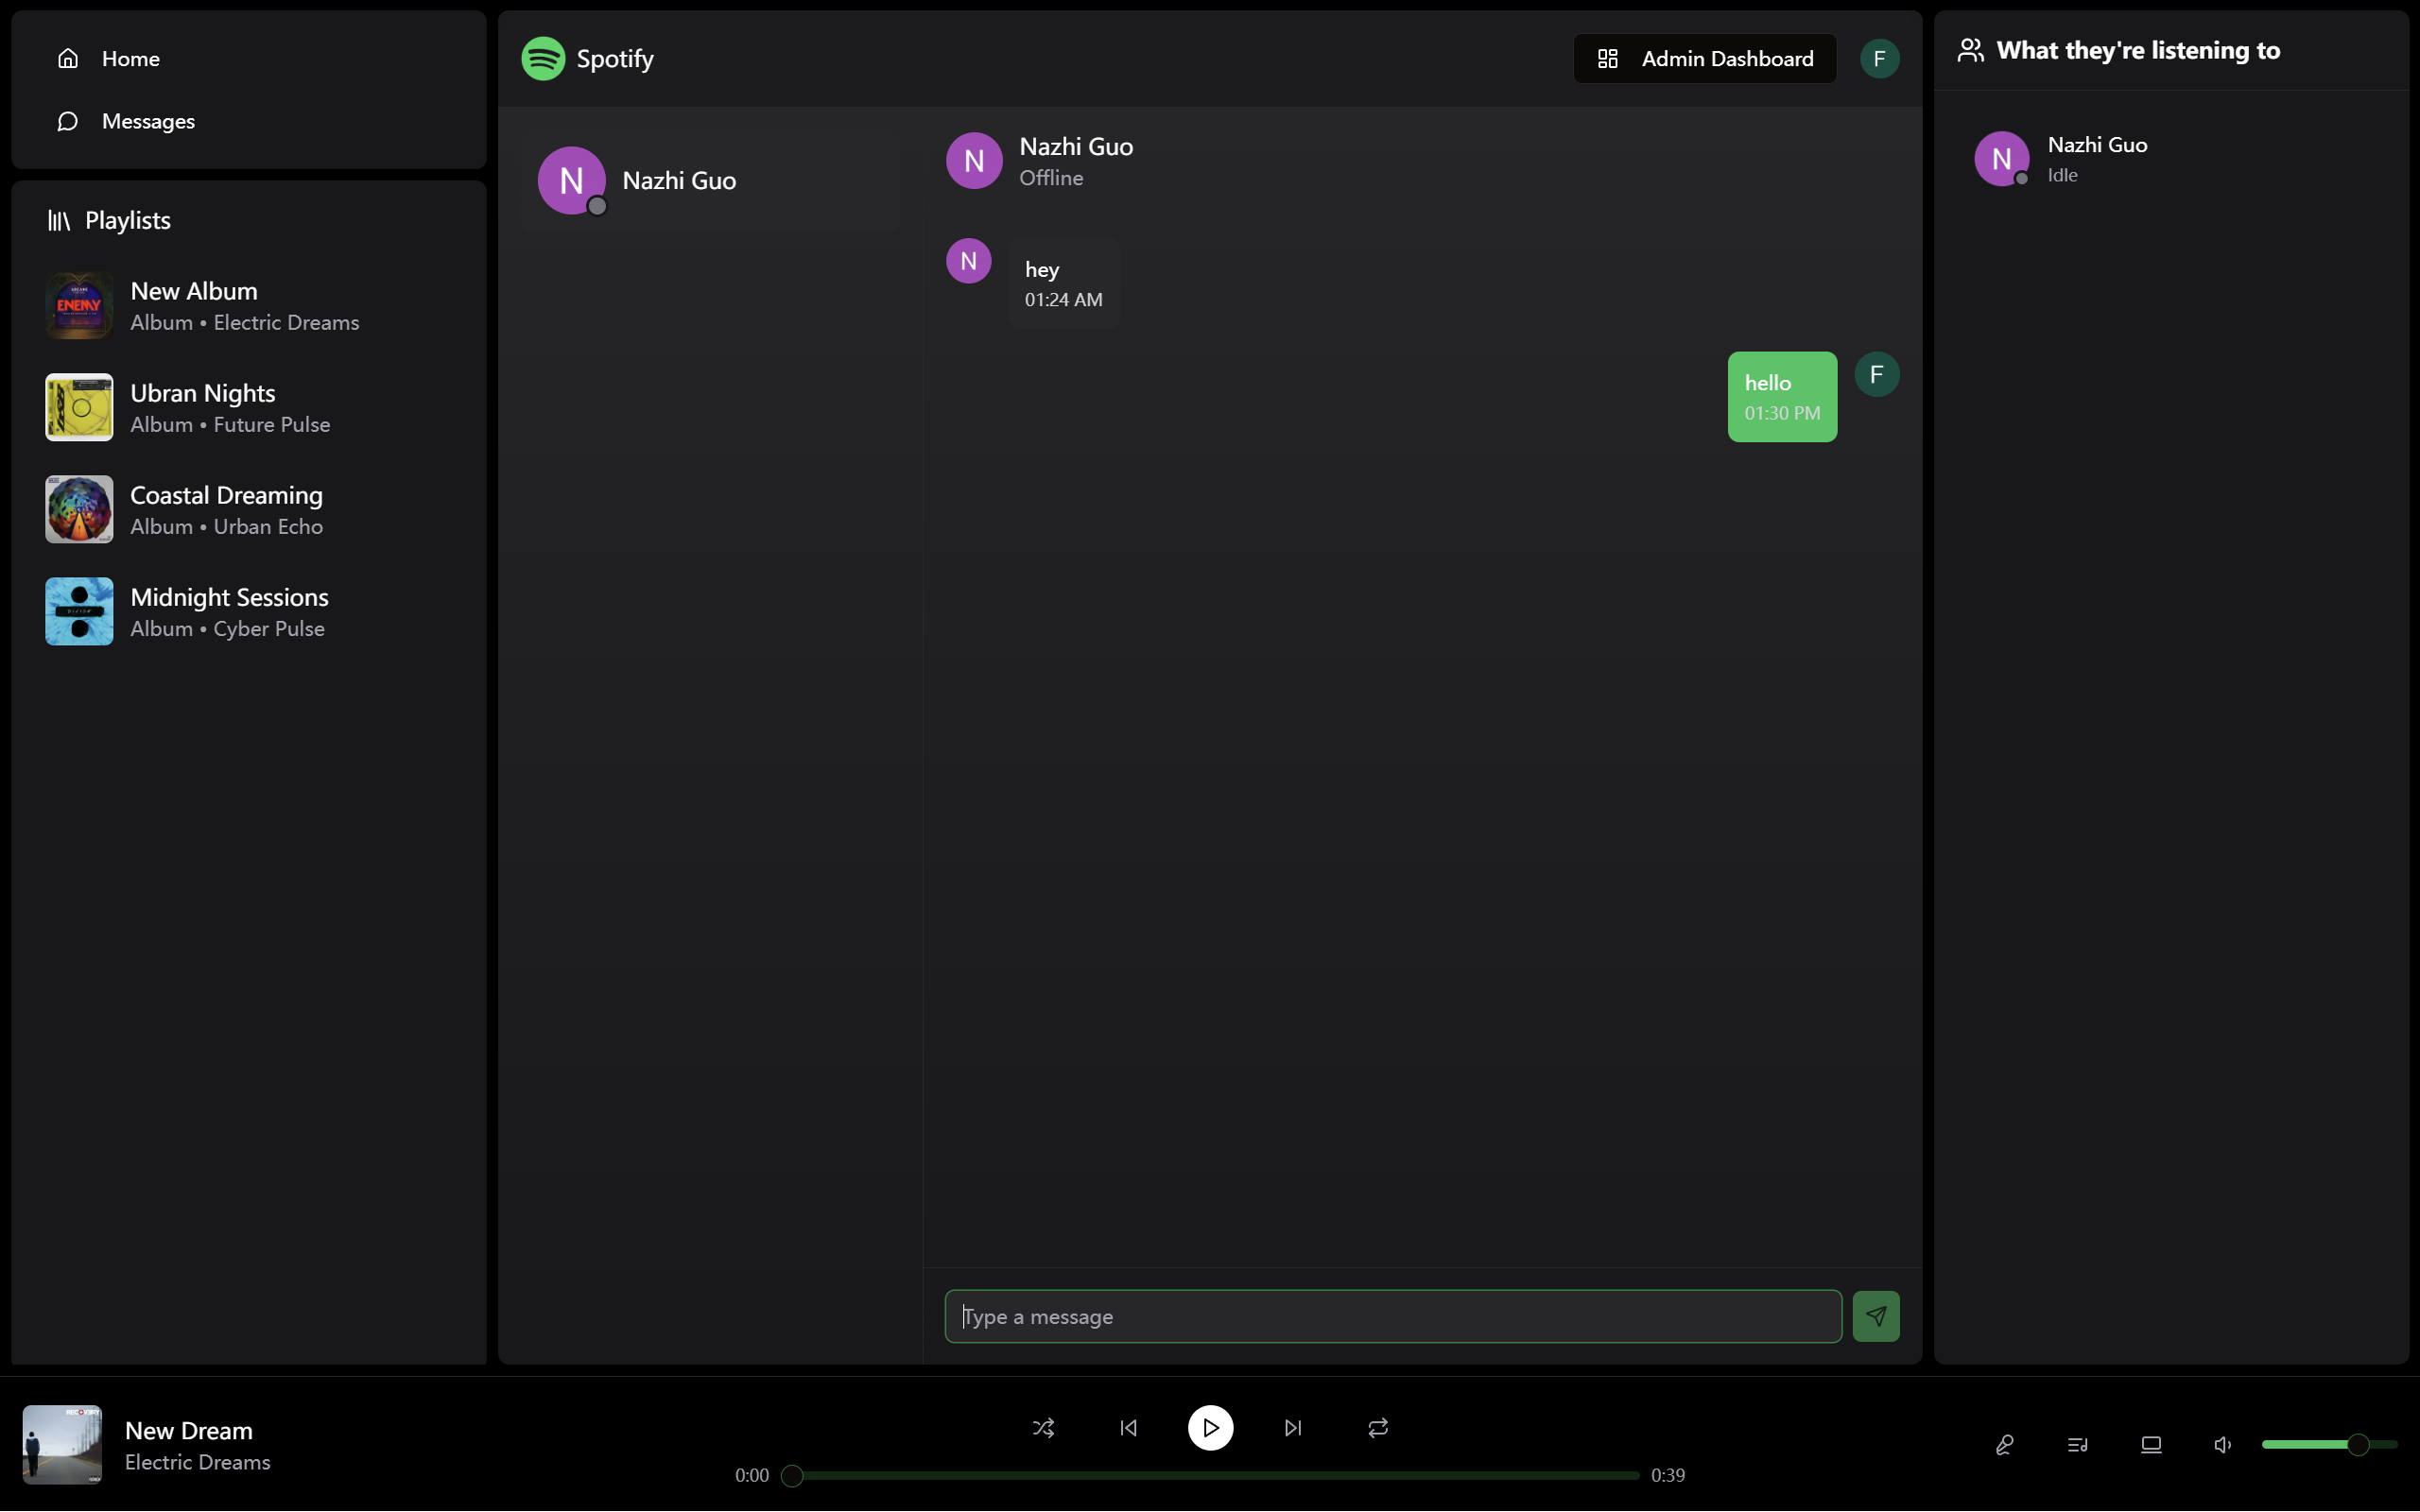 Home
Messages
Playlists
ENEMY
New Album
Album • Electric Dreams
Ubran Nights
Album • Future Pulse
Coastal Dreaming
Album • Urban Echo
Midnight Sessions
Album • Cyber Pulse
Spotify
Admin Dashboard
F
N
Nazhi Guo
N
Nazhi Guo
Offline
N
hey
01:24 AM
hello
01:30 PM
F
Type a message
What they're listening to
N
Nazhi Guo
Idle
RECOVERY
New Dream
Electric Dreams
0:00
0:39